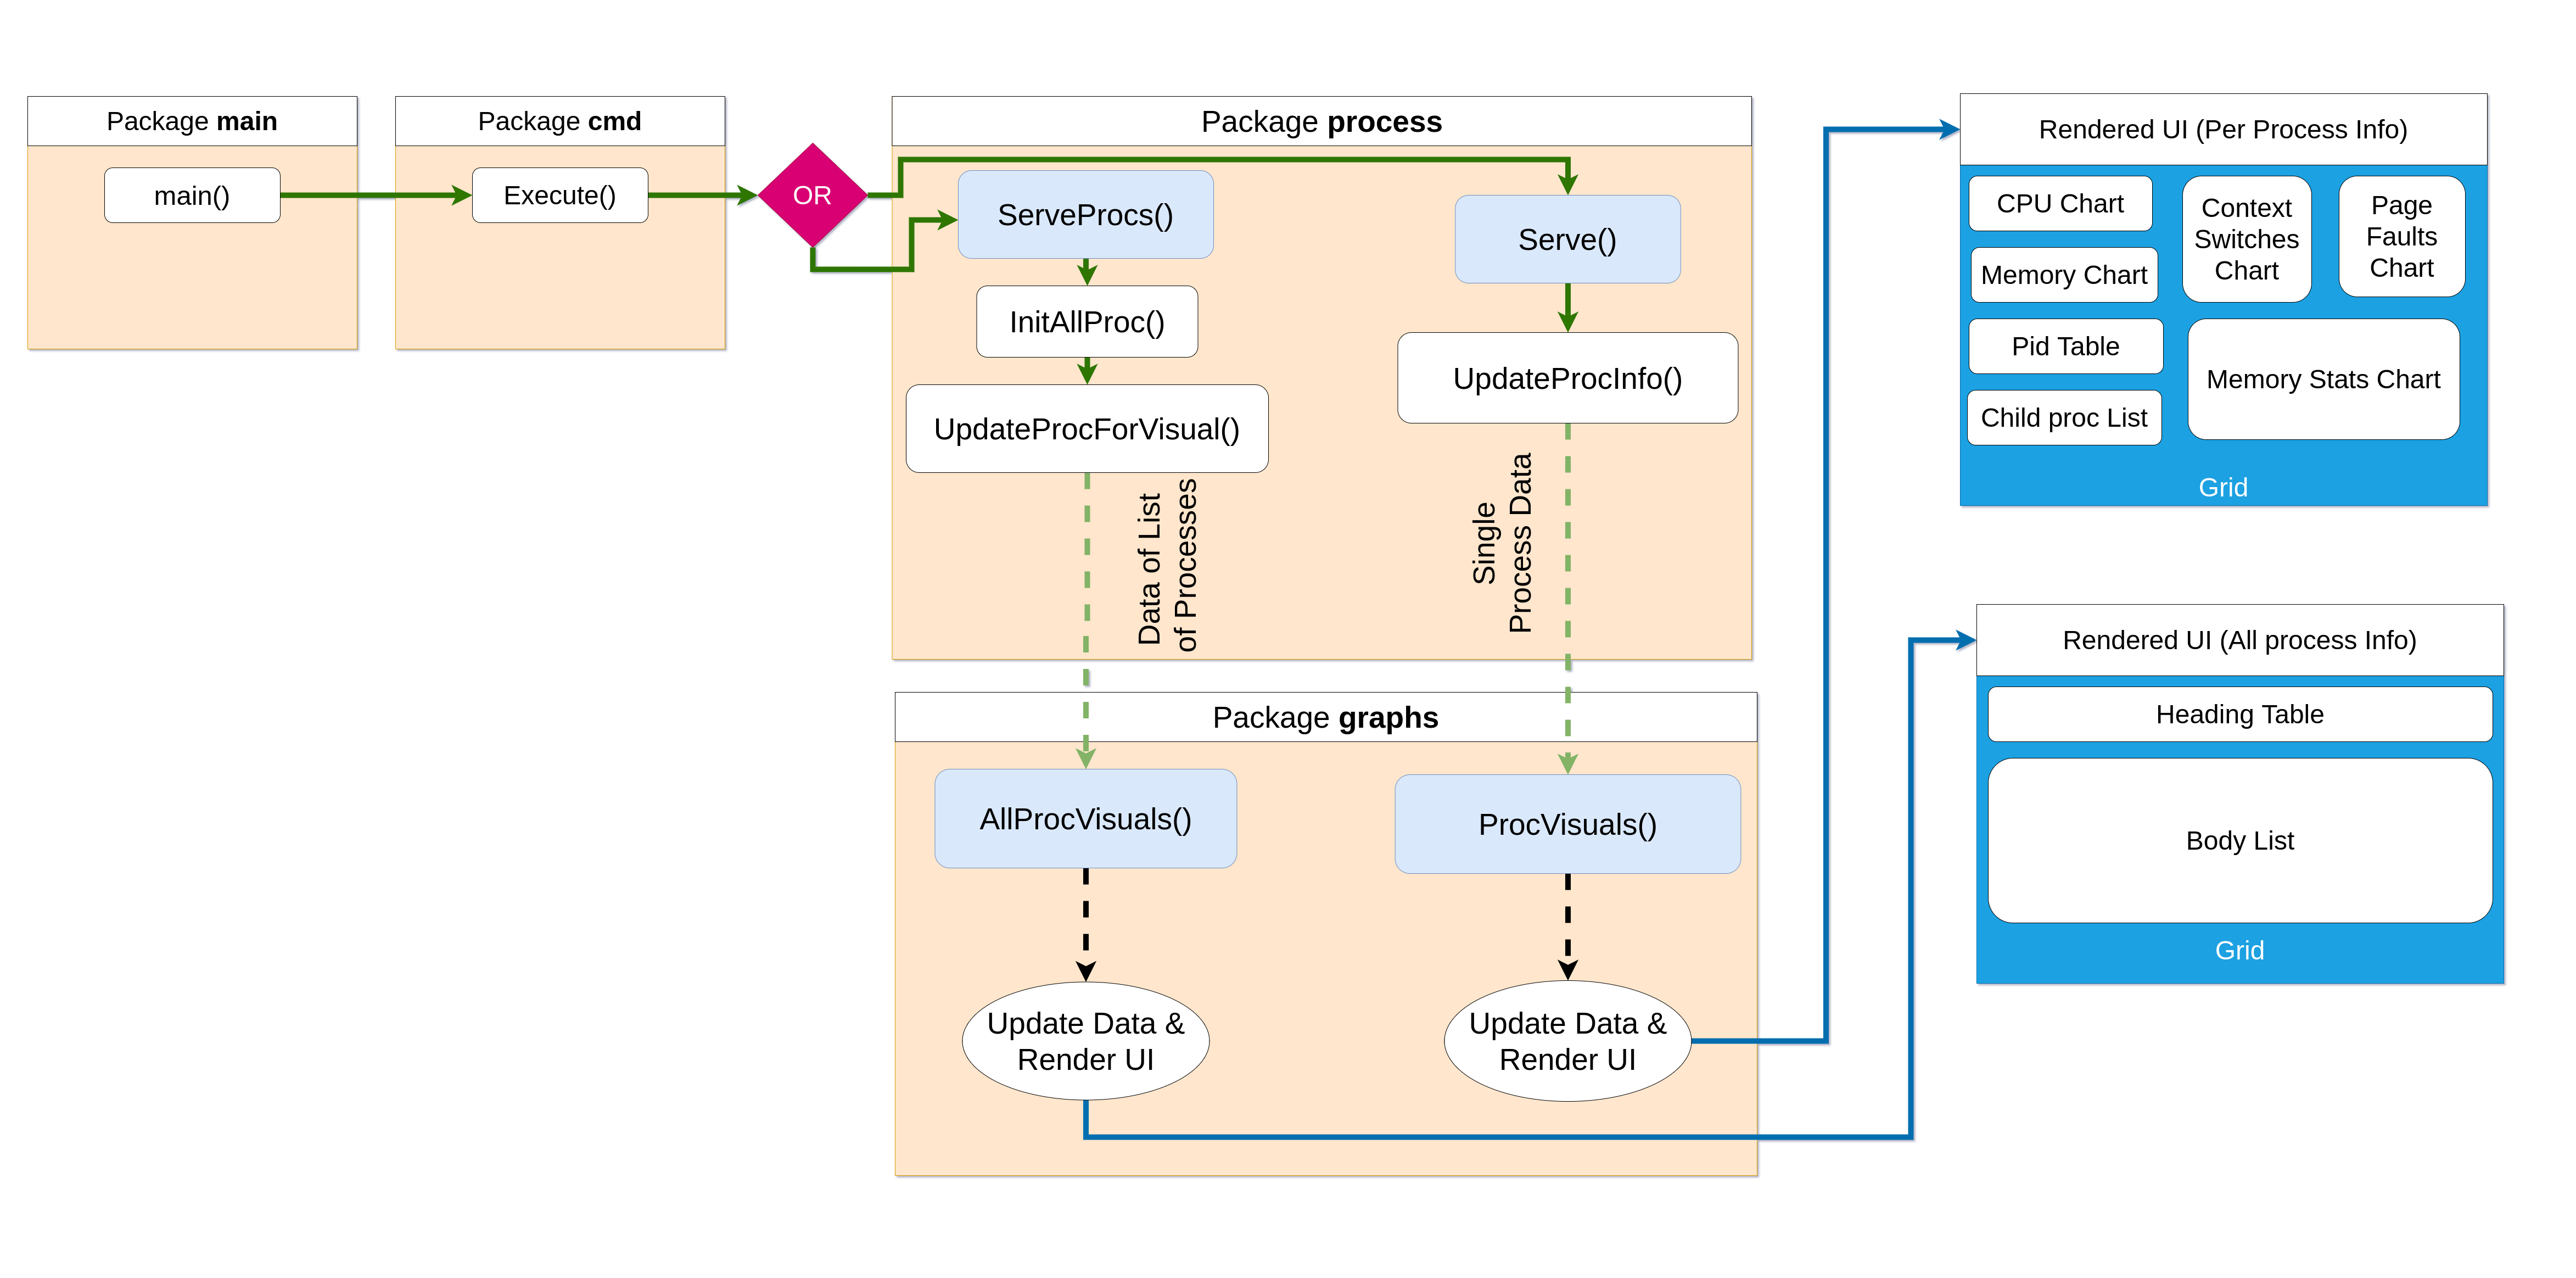 Package main
main()
Package cmd
Execute()
OR
Package process
ServeProcs()
InitAllProc()
UpdateProcForVisual()
Data of List
of Processes
Serve()
UpdateProcInfo()
Single
Process Data
Package graphs
AllProcVisuals()
Update Data &
Render UI
ProcVisuals()
Update Data &
Render UI
Rendered UI (Per Process Info)
CPU Chart
Memory Chart
Pid Table
Child proc List
Context
Switches
Chart
Page
Faults
Chart
Memory Stats Chart
Grid
Rendered UI (All process Info)
Heading Table
Body List
Grid